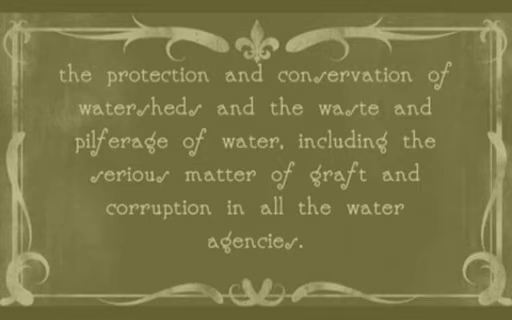 the protection and conservation of
watersheds and the waste and
pilferage of water, including the
serious matter of graft and
corruption in all the water
agencies.